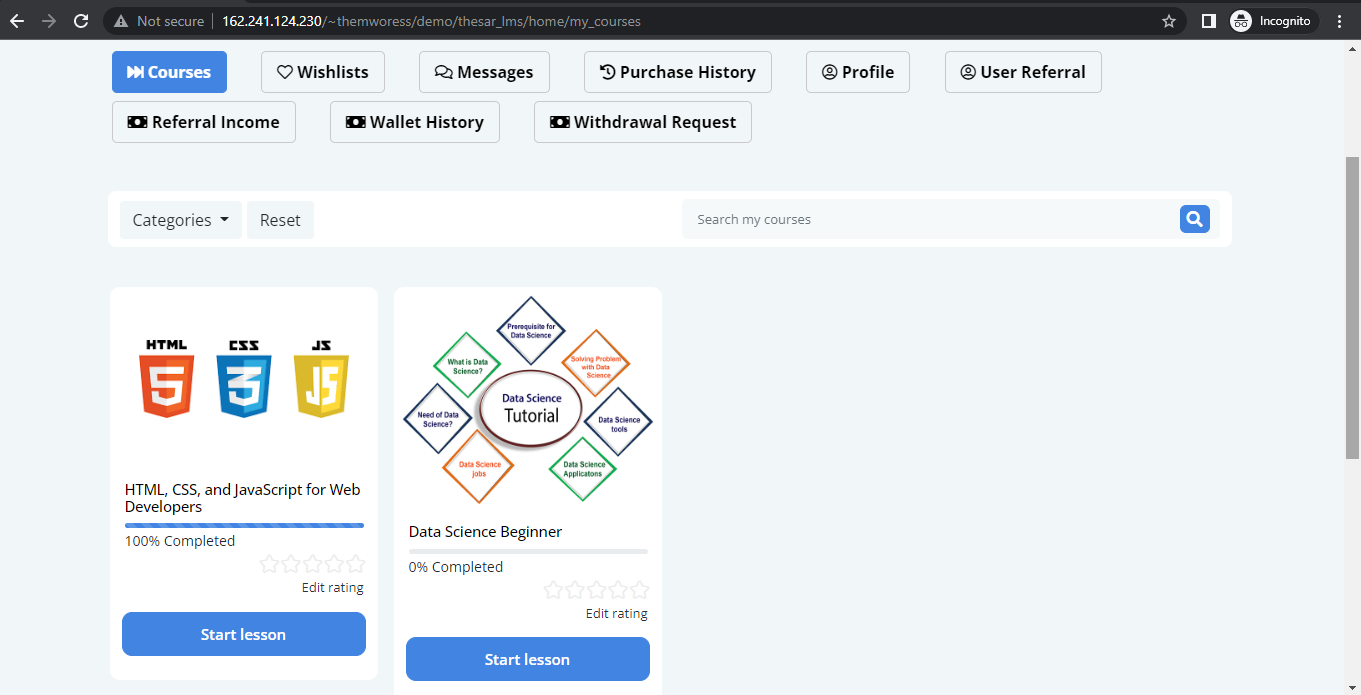 Not secure 162.241.124.230/~themworess/demo/thesar_lms/home/my_courses Incognito
Courses Wishlists Messages Purchase History Profile User Referral
Referral Income Wallet History Withdrawal Request
Categories Reset Search my courses
HTML CSS JS
5 3 JS
HTML, CSS, and JavaScript for Web
Developers
100% Completed
Edit rating
Start lesson
Prerequisite for
Data Science
What is Data
Science?
Solving Problem
with Data
Science
Data Science
Tutorial
Need of Data
Science?
Data Science
tools
Data Science
jobs
Data Science
Applicatons
Data Science Beginner
0% Completed
Edit rating
Start lesson